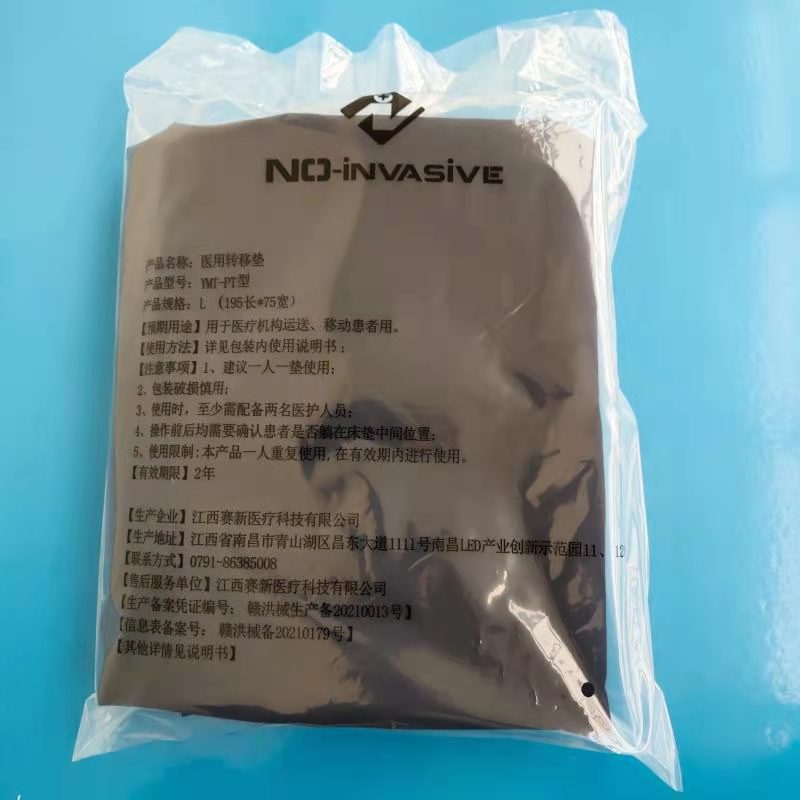 NO-iNVASiVE
产品名称：医用转移垫
产品型号：YMT-PT型
产品规格：L （195长*75宽）
【预期用途】用于医疗机构运送、移动患者用。
【使用方法】详见包装内使用说明书；
【注意事项】1、建议一人一垫使用；
2、包装破损慎用；
3、使用时，至少需配备两名医护人员；
4、操作前后均需要确认患者是否躺在床垫中间位置；
5、使用限制：本产品一人重复使用,在有效期内进行使用。
【有效期限】2年
【生产企业】江西赛新医疗科技有限公司
【生产地址】江西省南昌市青山湖区昌东大道1111号南昌LED产业创新示范园11、12
【联系方式】0791-86385008
【售后服务单位】江西赛新医疗科技有限公司
【生产备案凭证编号：赣洪械生产备20210013号】
【信息表备案号：赣洪械备20210179号】
【其他详情见说明书】